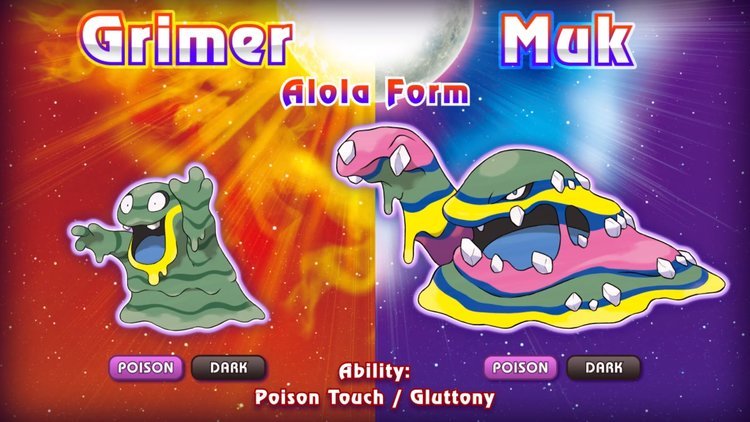 Grimer Muk
Alola Form
POISON DARK POISON DARK
Ability:
Poison Touch / Gluttony